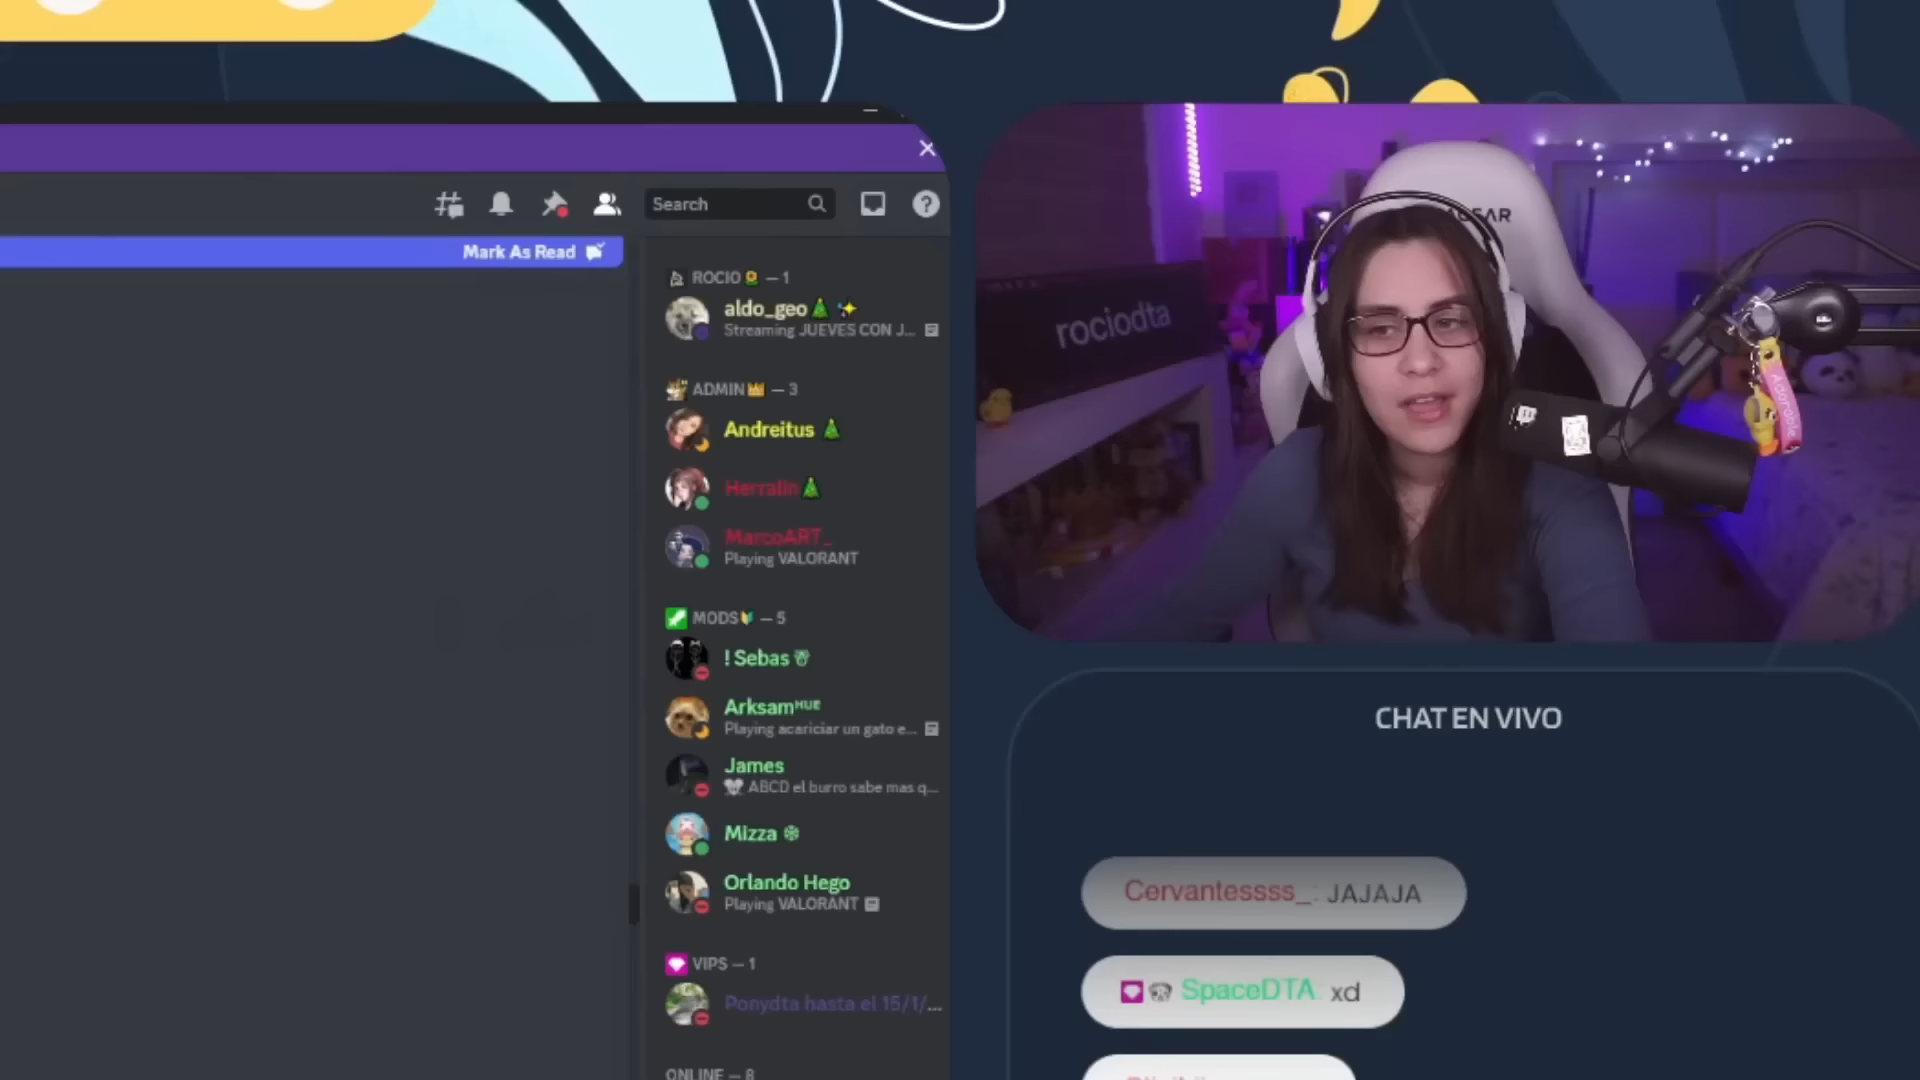 Search
Mark As Read
ROCIO🌻 — 1
aldo_geo🎄 ✨
Streaming JUEVES CON J...
ADMIN👑 — 3
Andreitus 🎄
Herralin🎄
MarcoART_
Playing VALORANT
MODS🔰 — 5
! Sebas
Arksamᴴᵁᴱ
Playing acariciar un gato e...
James
ABCD el burro sabe mas q...
Mizza ❄
Orlando Hego
Playing VALORANT
VIPS — 1
Ponydta hasta el 15/1/...
ONLINE — 8
rociodta
Adorable
CHAT EN VIVO
Cervantessss_: JAJAJA
SpaceDTA: xd